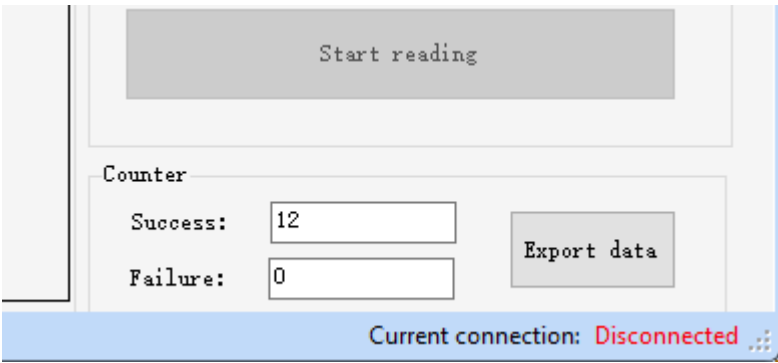 Start reading
Counter
Success: 12
Export data
Failure: 0
Current connection: Disconnected